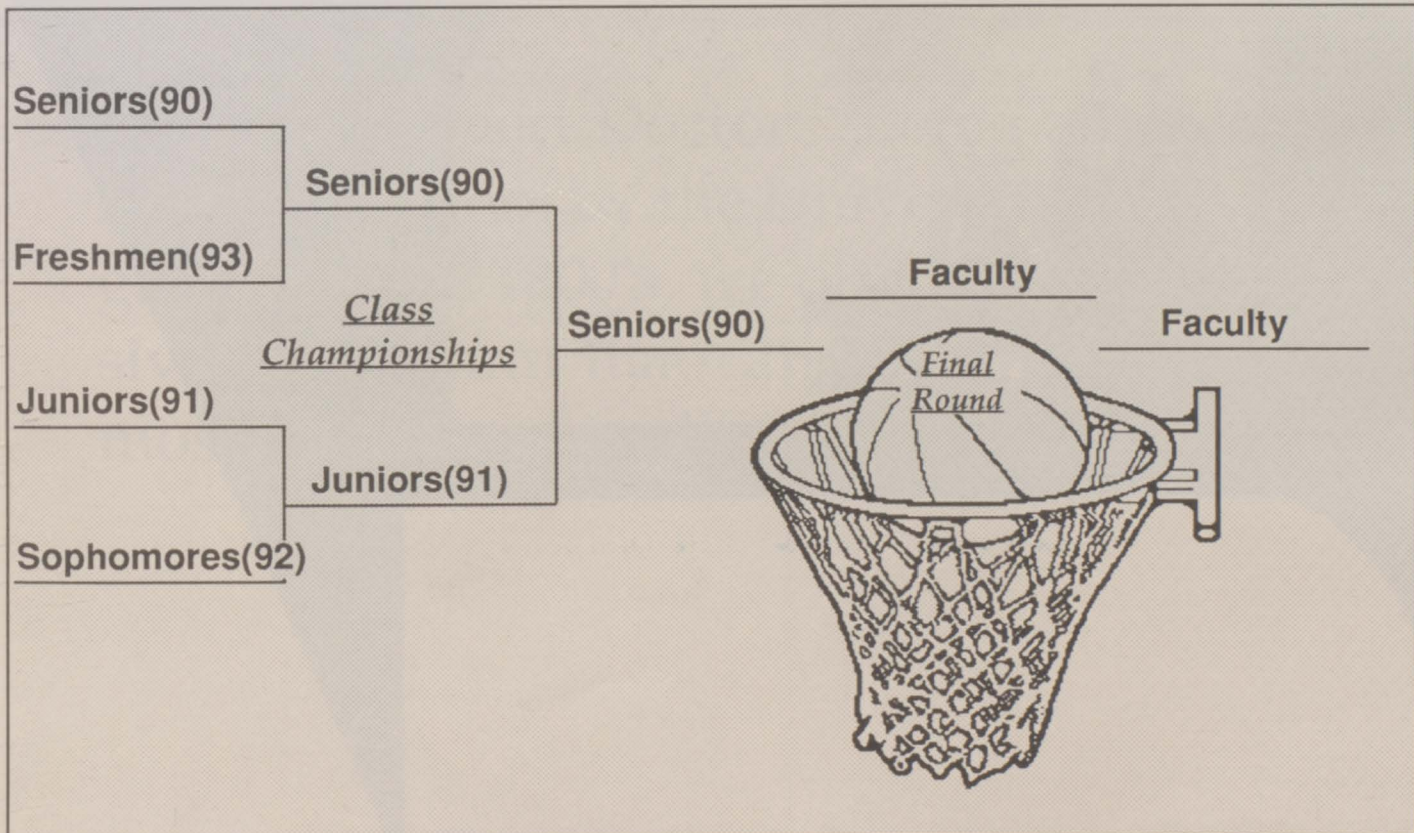 Seniors(90)
Seniors(90)
Freshmen(93)
Class
Championships
Juniors(91)
Juniors(91)
Sophomores(92)
Seniors(90)
Faculty
Faculty
Final
Round